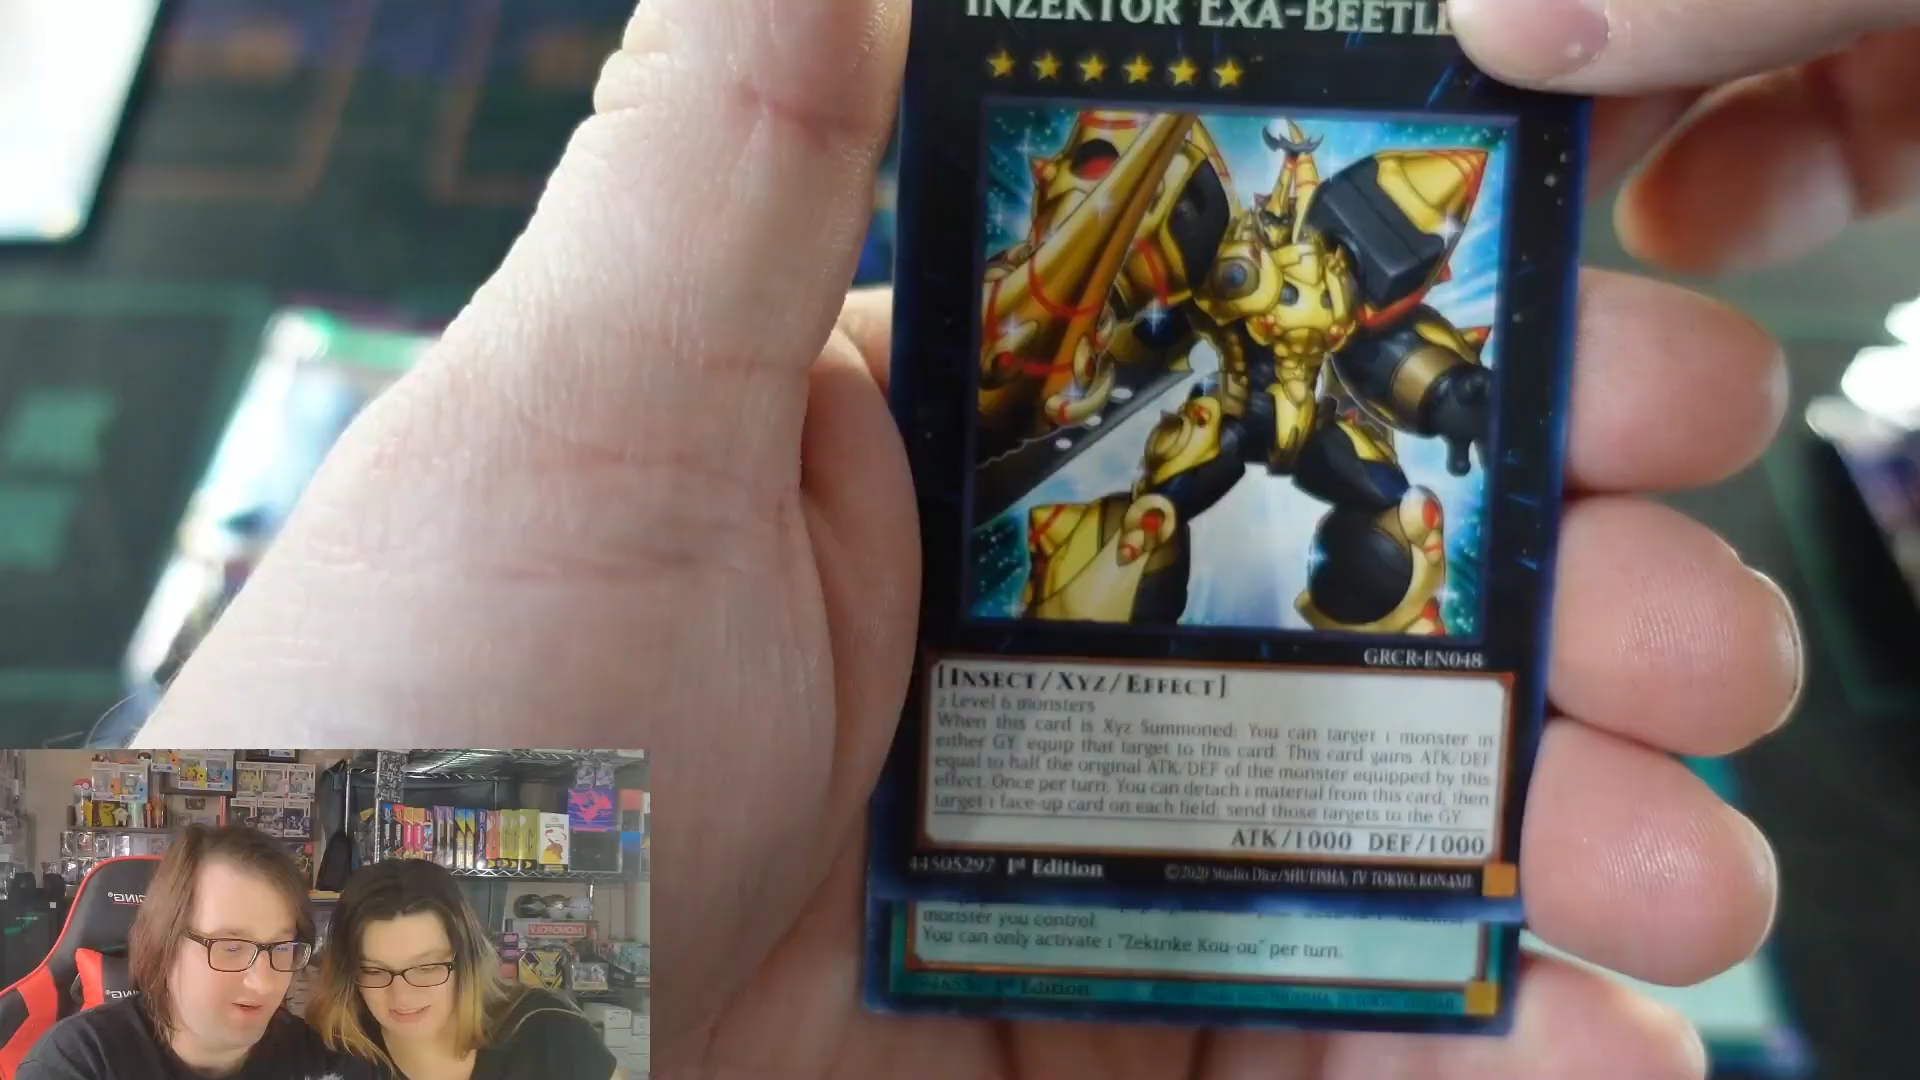 INZEKTOR EXA-BEETLE
GRCR-EN048
[INSECT/XYZ/EFFECT]
2 Level 6 monsters
When this card is Xyz Summoned: You can target 1 monster in
either GY; equip that target to this card. This card gains ATK/DEF
equal to half the original ATK/DEF of the monster equipped by this
effect. Once per turn: You can detach 1 material from this card, then
target 1 face-up card on each field; send those targets to the GY.
ATK/1000 DEF/1000
44505297 1st Edition ©2020 Studio Dice/SHUEISHA, TV TOKYO, KONAMI
monster you control.
You can only activate 1 "Zektrike Kou-ou" per turn.
1st Edition
MONOPOLY